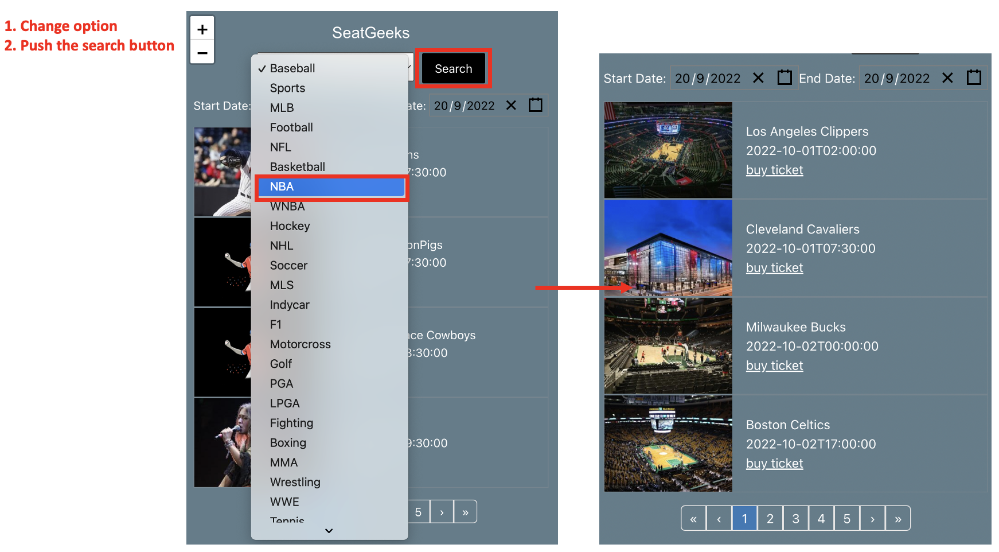 1. Change option
2. Push the search button
+
−
SeatGeeks
Search
✓ Baseball
Sports
MLB
Football
NFL
Basketball
NBA
WNBA
Hockey
NHL
Soccer
MLS
Indycar
F1
Motorcross
Golf
PGA
LPGA
Fighting
Boxing
MMA
Wrestling
WWE
Tennis
Start Date:
ate: 20/9/2022
ns
7:30:00
onPigs
7:30:00
nce Cowboys
3:30:00
9:30:00
5 › »
Start Date: 20/9/2022 End Date: 20/9/2022
Los Angeles Clippers
2022-10-01T02:00:00
buy ticket
Cleveland Cavaliers
2022-10-01T07:30:00
buy ticket
Milwaukee Bucks
2022-10-02T00:00:00
buy ticket
Boston Celtics
2022-10-02T17:00:00
buy ticket
« ‹ 1 2 3 4 5 › »